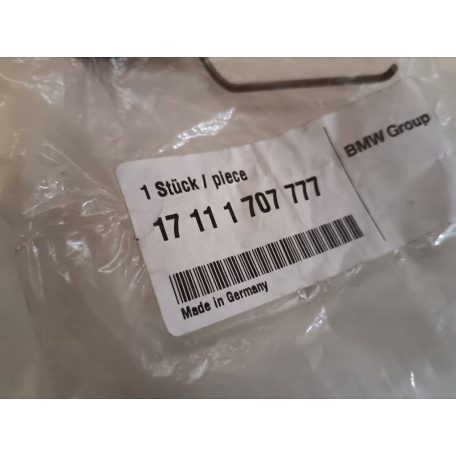 1 Stück / piece
17 11 1 707 777
Made in Germany
BMW Group